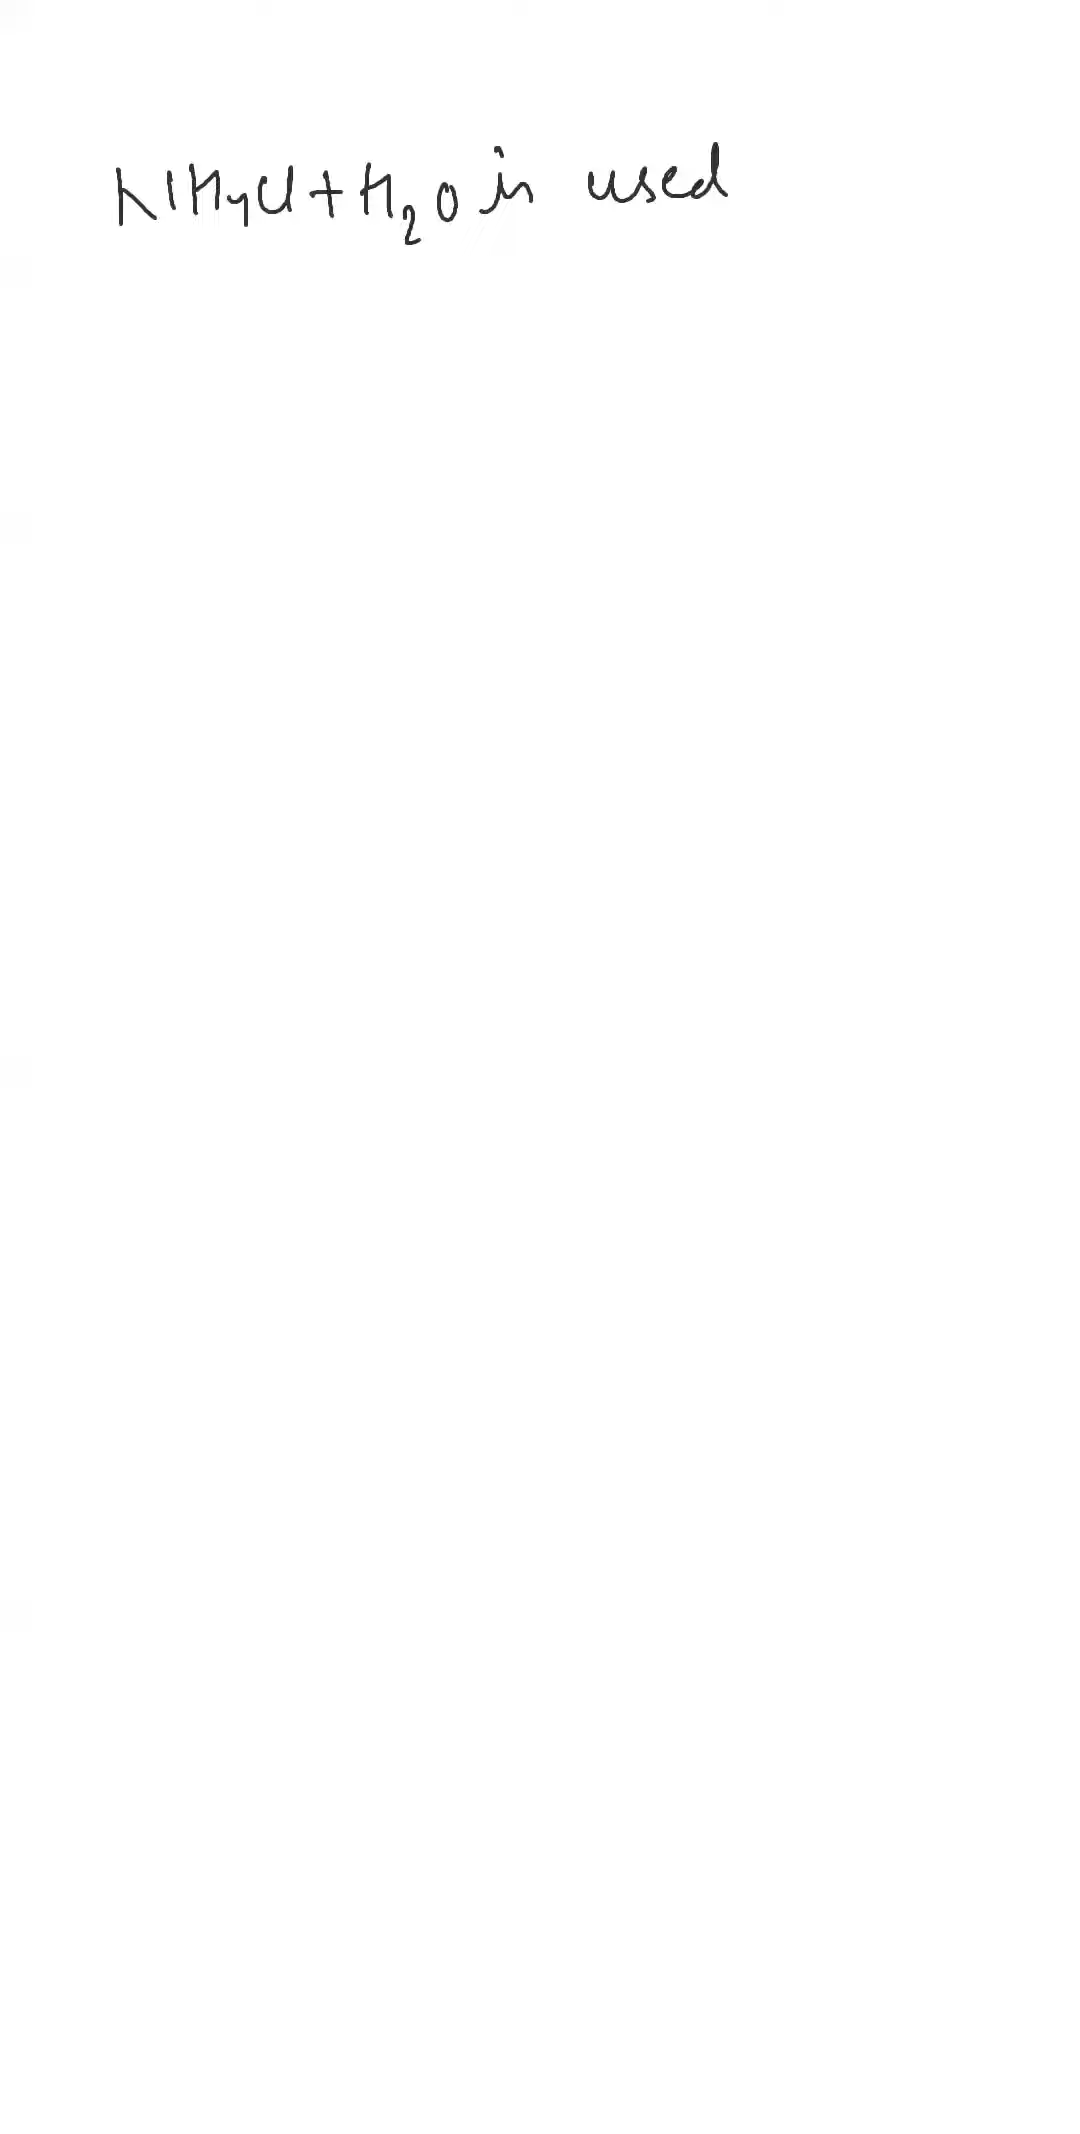 NH₄Cl + H₂O is used